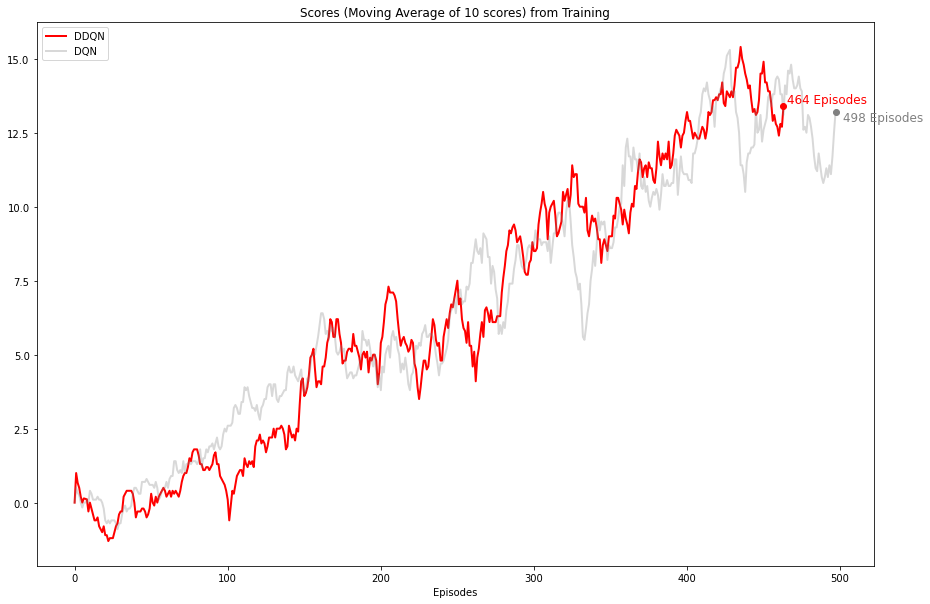 Scores (Moving Average of 10 scores) from Training
DDQN
DQN
464 Episodes
498 Episodes
15.0
12.5
10.0
7.5
5.0
2.5
0.0
0
100
200
300
400
500
Episodes